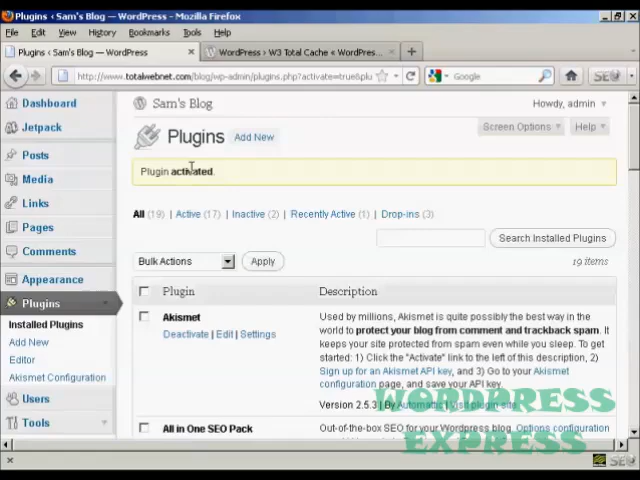 Plugins ‹ Sam's Blog — WordPress - Mozilla Firefox
File Edit View History Bookmarks Tools Help
Plugins ‹ Sam's Blog — WordPress
WordPress › W3 Total Cache « WordPres...
http://www.totalwebnet.com/blog/wp-admin/plugins.php?activate=true&plu
Google
SEO
Dashboard
Jetpack
Posts
Media
Links
Pages
Comments
Appearance
Plugins
Installed Plugins
Add New
Editor
Akismet Configuration
Users
Tools
Sam's Blog
Howdy, admin
Screen Options
Help
Plugins Add New
Plugin activated.
All (19) | Active (17) | Inactive (2) | Recently Active (1) | Drop-ins (3)
Search Installed Plugins
Bulk Actions
Apply
19 items
Plugin
Description
Akismet
Deactivate | Edit | Settings
Used by millions, Akismet is quite possibly the best way in the
world to protect your blog from comment and trackback spam. It
keeps your site protected from spam even while you sleep. To get
started: 1) Click the "Activate" link to the left of this description, 2)
Sign up for an Akismet API key, and 3) Go to your Akismet
configuration page, and save your API key.
Version 2.5.3 | By Automattic | Visit plugin site
All in One SEO Pack
Out-of-the-box SEO for your Wordpress blog. Options configuration
WORDPRESS
EXPRESS
SEO